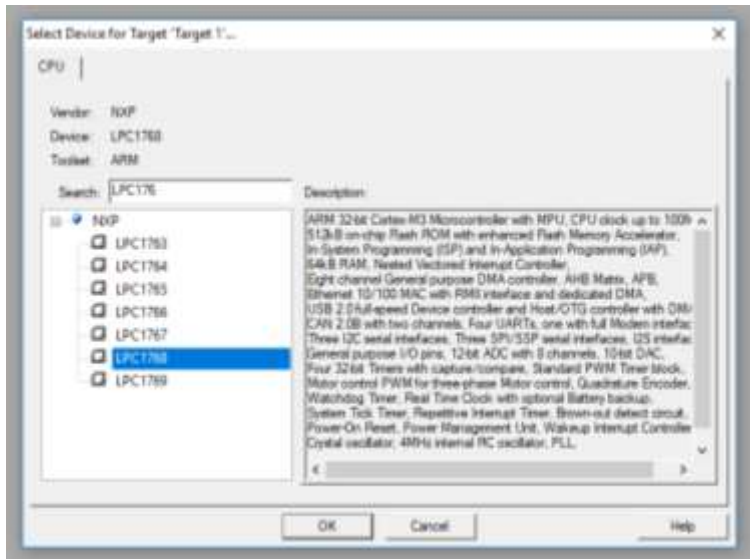 Select Device for Target 'Target 1'...
CPU
Vendor: NXP
Device: LPC1768
Toolset: ARM
Search: LPC176
Description:
NXP
LPC1763
LPC1764
LPC1765
LPC1766
LPC1767
LPC1768
LPC1769
ARM 32-bit Cortex-M3 Microcontroller with MPU, CPU clock up to 100M
512kB on-chip Flash ROM with enhanced Flash Memory Accelerator,
In-System Programming (ISP) and In-Application Programming (IAP),
64kB RAM, Nested Vectored Interrupt Controller,
Eight channel General purpose DMA controller, AHB Matrix, APB,
Ethernet 10/100 MAC with RMII interface and dedicated DMA,
USB 2.0 full-speed Device controller and Host/OTG controller with DMA
CAN 2.0B with two channels, Four UARTs, one with full Modem interfac
Three I2C serial interfaces, Three SPI/SSP serial interfaces, I2S interfac
General purpose I/O pins, 12-bit ADC with 8 channels, 10-bit DAC,
Four 32-bit Timers with capture/compare, Standard PWM Timer block,
Motor control PWM for three-phase Motor control, Quadrature Encoder,
Watchdog Timer, Real Time Clock with optional Battery backup,
System Tick Timer, Repetitive Interrupt Timer, Brown-out detect circuit,
Power-On Reset, Power Management Unit, Wakeup Interrupt Controller
Crystal oscillator, 4MHz internal RC oscillator, PLL,
OK
Cancel
Help